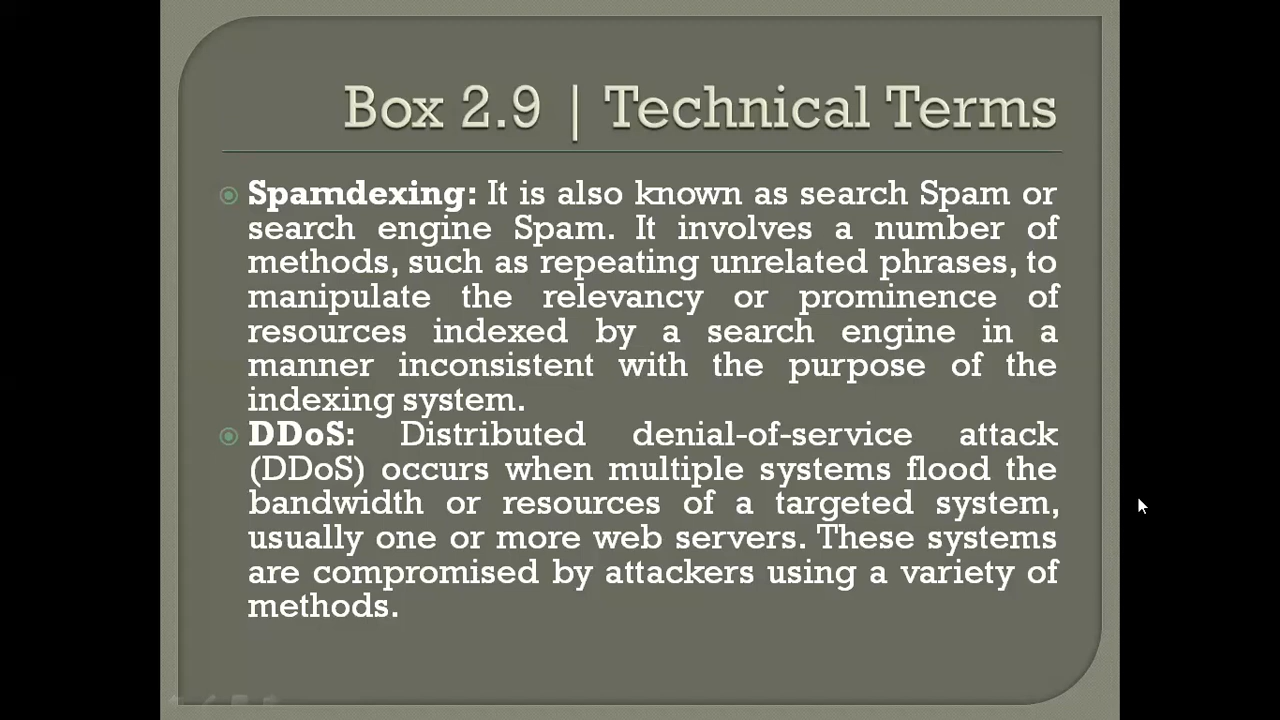 Box 2.9 | Technical Terms
Spamdexing: It is also known as search Spam or
search engine Spam. It involves a number of
methods, such as repeating unrelated phrases, to
manipulate the relevancy or prominence of
resources indexed by a search engine in a
manner inconsistent with the purpose of the
indexing system.
DDoS: Distributed denial-of-service attack
(DDoS) occurs when multiple systems flood the
bandwidth or resources of a targeted system,
usually one or more web servers. These systems
are compromised by attackers using a variety of
methods.